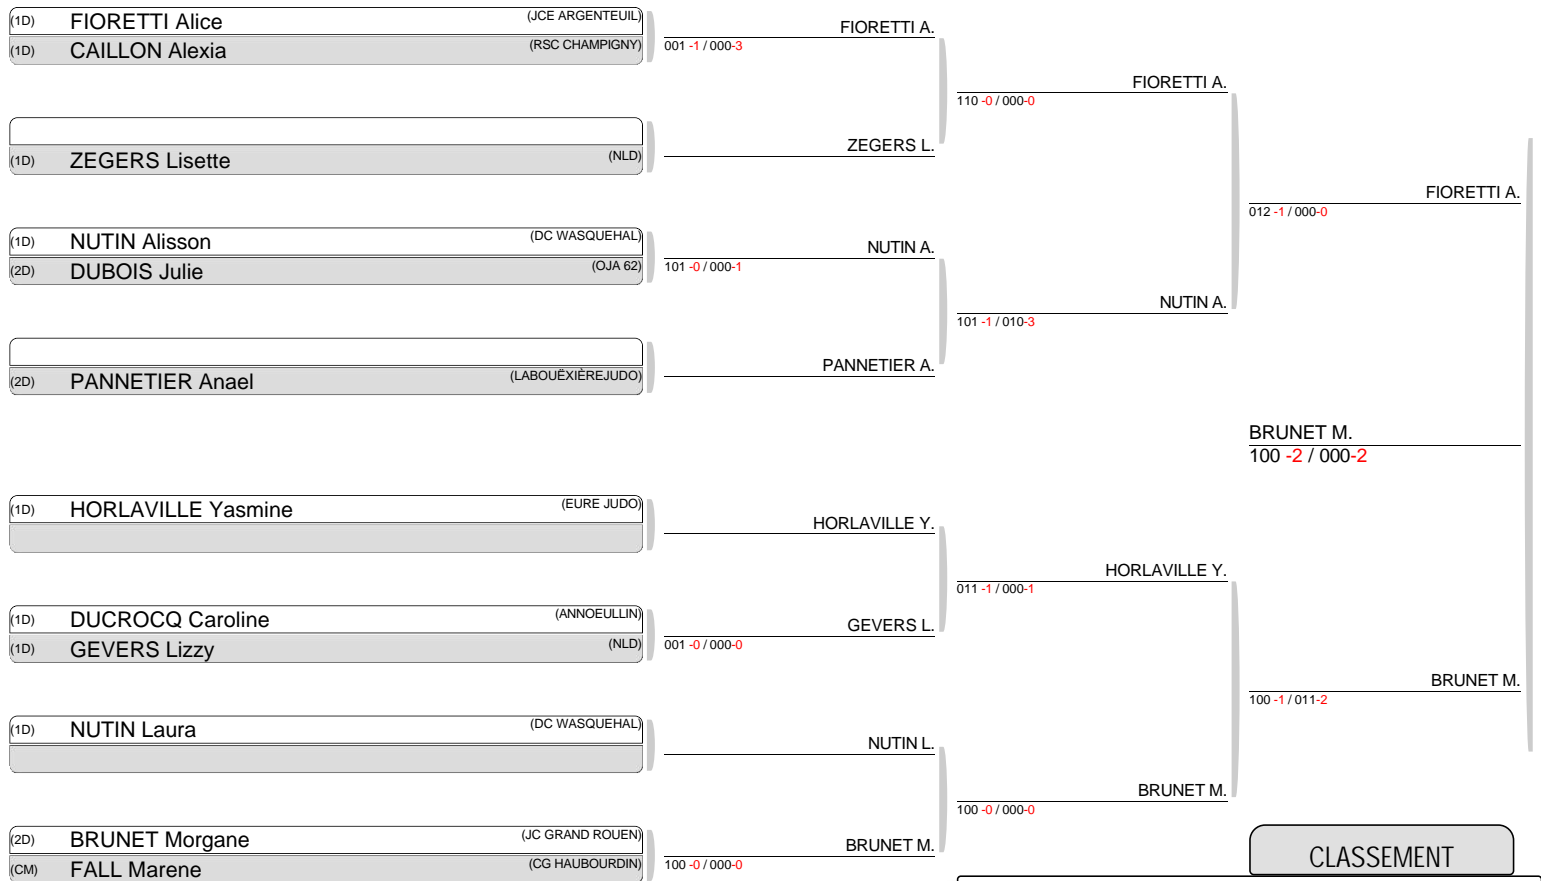 (1D) FIORETTI Alice (JCE ARGENTEUIL)
(1D) CAILLON Alexia (RSC CHAMPIGNY)
FIORETTI A.
001 -1 / 000-3
FIORETTI A.
110 -0 / 000-0
(1D) ZEGERS Lisette (NLD)
ZEGERS L.
FIORETTI A.
012 -1 / 000-0
(1D) NUTIN Alisson (DC WASQUEHAL)
(2D) DUBOIS Julie (OJA 62)
NUTIN A.
101 -0 / 000-1
NUTIN A.
101 -1 / 010-3
(2D) PANNETIER Anael (LABOUËXIÈREJUDO)
PANNETIER A.
BRUNET M.
100 -2 / 000-2
(1D) HORLAVILLE Yasmine (EURE JUDO)
HORLAVILLE Y.
HORLAVILLE Y.
011 -1 / 000-1
(1D) DUCROCQ Caroline (ANNOEULLIN)
(1D) GEVERS Lizzy (NLD)
GEVERS L.
001 -0 / 000-0
BRUNET M.
100 -1 / 011-2
(1D) NUTIN Laura (DC WASQUEHAL)
NUTIN L.
BRUNET M.
100 -0 / 000-0
(2D) BRUNET Morgane (JC GRAND ROUEN)
(CM) FALL Marene (CG HAUBOURDIN)
BRUNET M.
100 -0 / 000-0
CLASSEMENT